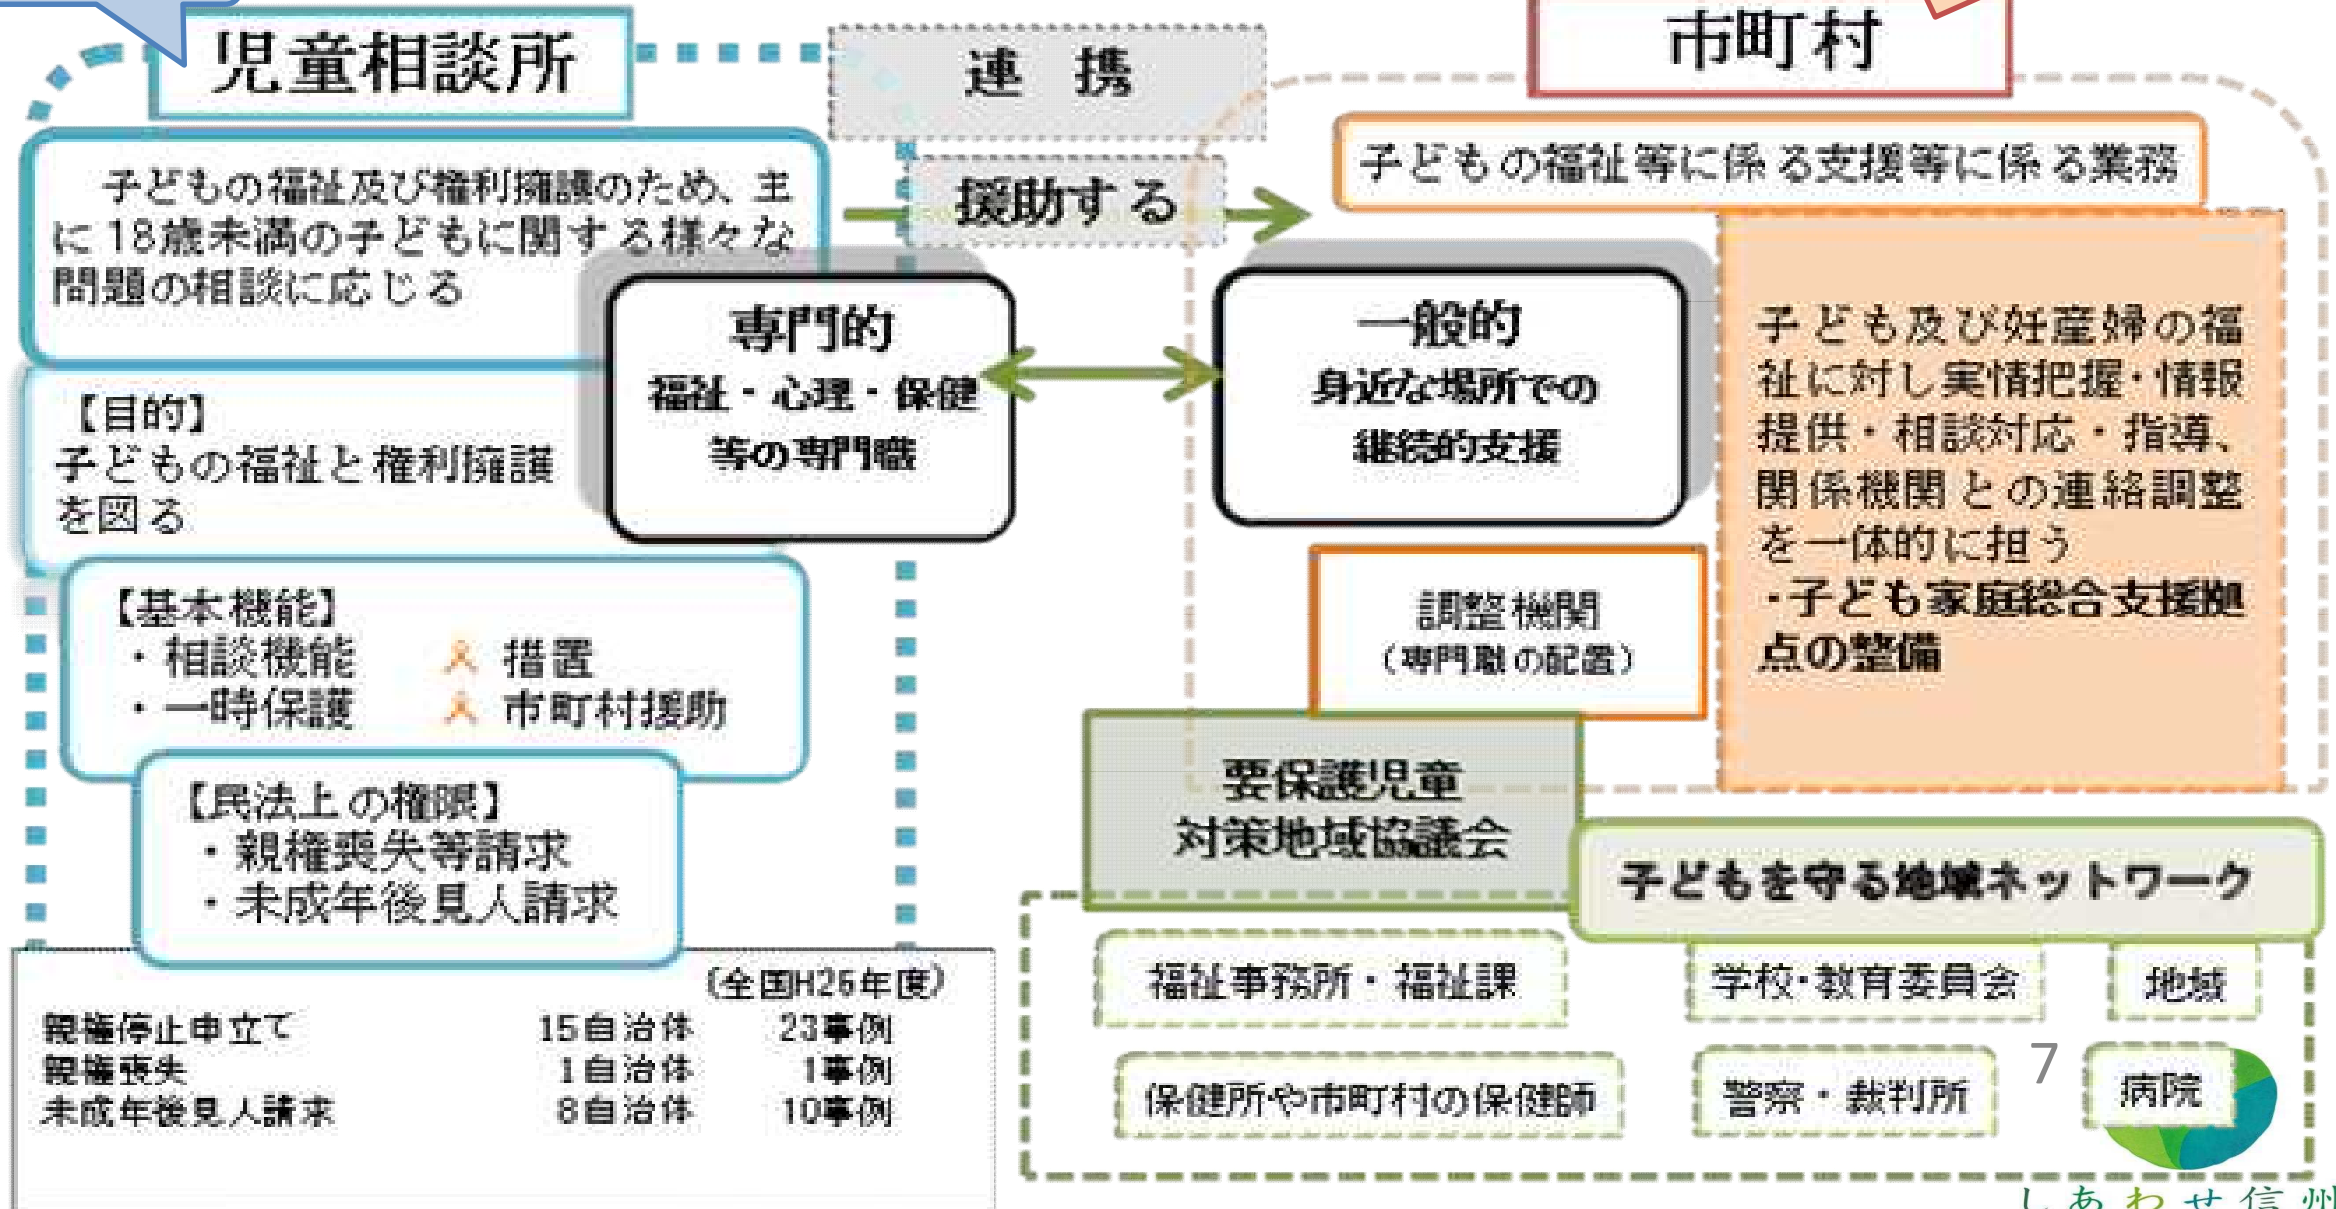 児童相談所
子どもの福祉及び権利擁護のため、主
に18歳未満の子どもに関する様々な
問題の相談に応じる
【目的】
子どもの福祉と権利擁護
を図る
専門的
福祉・心理・保健
等の専門職
【基本機能】
・相談機能 措置
・一時保護 市町村援助
【民法上の権限】
・親権喪失等請求
・未成年後見人請求
(全国H26年度)
親権停止申立て 15自治体 23事例
親権喪失 1自治体 1事例
未成年後見人請求 8自治体 10事例
連 携
援助する
市町村
子どもの福祉等に係る支援等に係る業務
一般的
身近な場所での
継続的支援
子ども及び妊産婦の福
祉に対し実情把握・情報
提供・相談対応・指導、
関係機関との連絡調整
を一体的に担う
・子ども家庭総合支援拠
点の整備
調整機関
(専門職の配置)
要保護児童
対策地域協議会
子どもを守る地域ネットワーク
福祉事務所・福祉課
学校・教育委員会
地域
保健所や市町村の保健師
警察・裁判所
病院
7
しあわせ信州